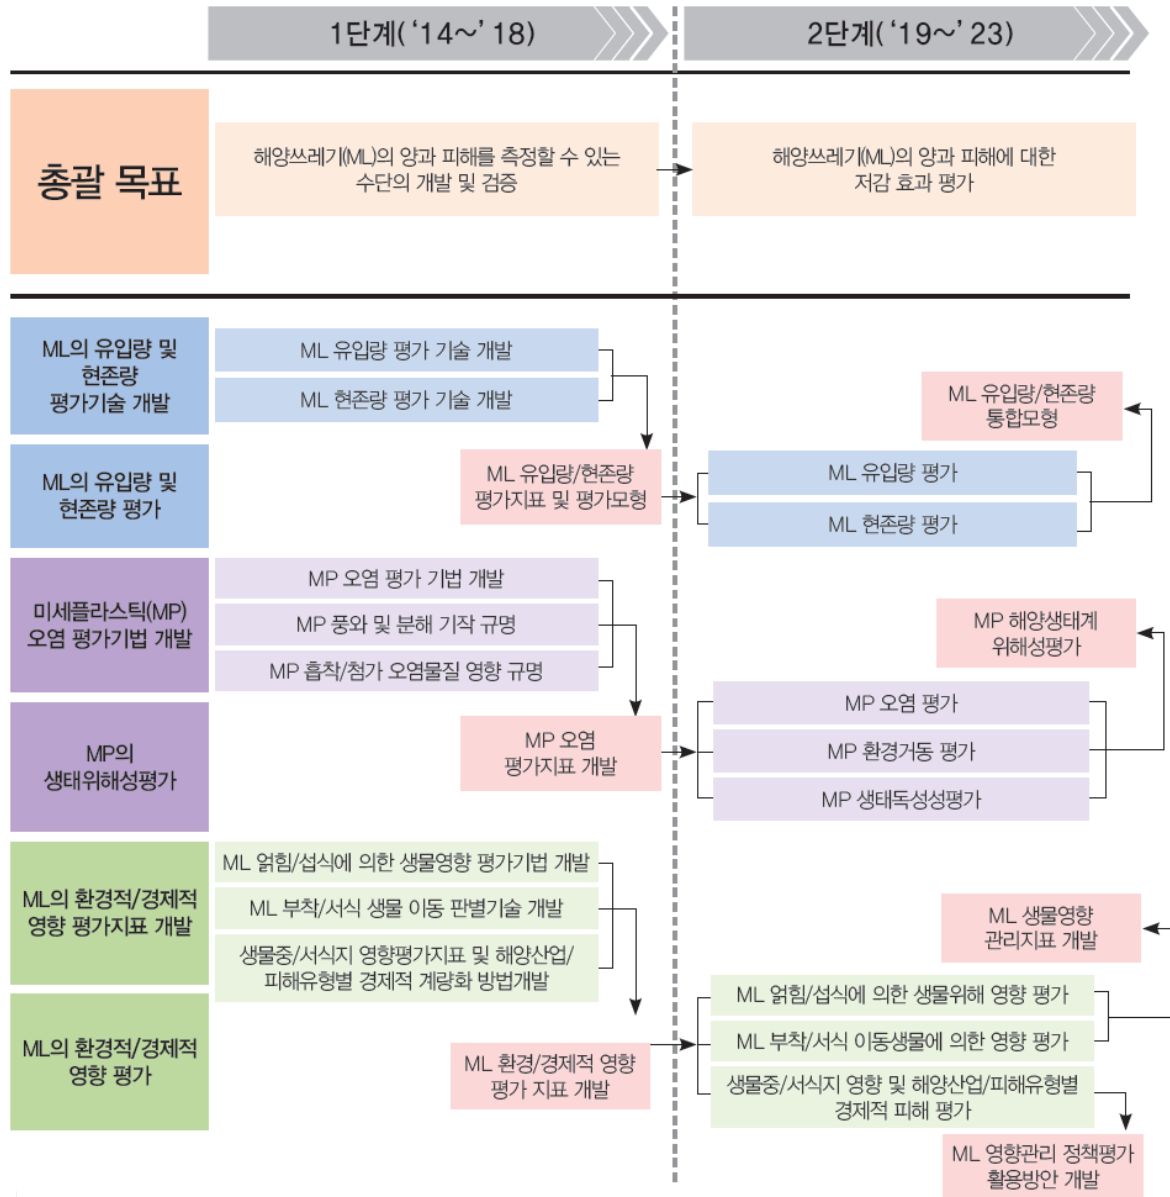 1단계(‘14～’18)
2단계(‘19～’23)
총괄 목표
해양쓰레기(ML)의 양과 피해를 측정할 수 있는
수단의 개발 및 검증
해양쓰레기(ML)의 양과 피해에 대한
저감 효과 평가
ML의 유입량 및
현존량
평가기술 개발
ML 유입량 평가 기술 개발
ML 현존량 평가 기술 개발
ML 유입량/현존량
통합모형
ML의 유입량 및
현존량 평가
ML 유입량/현존량
평가지표 및 평가모형
ML 유입량 평가
ML 현존량 평가
미세플라스틱(MP)
오염 평가기법 개발
MP 오염 평가 기법 개발
MP 풍화 및 분해 기작 규명
MP 흡착/첨가 오염물질 영향 규명
MP 해양생태계
위해성평가
MP의
생태위해성평가
MP 오염
평가지표 개발
MP 오염 평가
MP 환경거동 평가
MP 생태독성성평가
ML의 환경적/경제적
영향 평가지표 개발
ML 얽힘/섭식에 의한 생물영향 평가기법 개발
ML 부착/서식 생물 이동 판별기술 개발
생물중/서식지 영향평가지표 및 해양산업/
피해유형별 경제적 계량화 방법개발
ML 생물영향
관리지표 개발
ML의 환경적/경제적
영향 평가
ML 환경/경제적 영향
평가 지표 개발
ML 얽힘/섭식에 의한 생물위해 영향 평가
ML 부착/서식 이동생물에 의한 영향 평가
생물중/서식지 영향 및 해양산업/피해유형별
경제적 피해 평가
ML 영향관리 정책평가
활용방안 개발